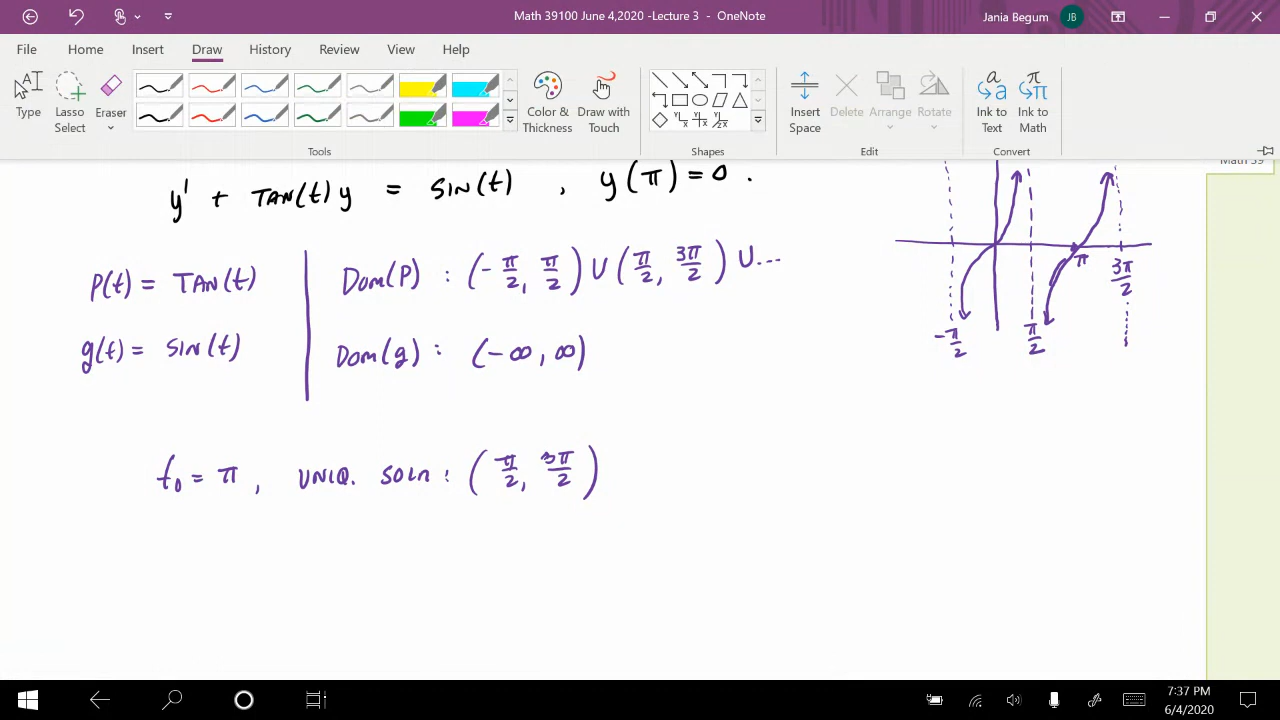 Math 39100 June 4,2020 -Lecture 3 - OneNote
Jania Begum JB
File Home Insert Draw History Review View Help
Type Lasso Select Eraser Color & Thickness Draw with Touch Insert Space Delete Arrange Rotate Ink to Text Ink to Math
Tools Shapes Edit Convert
Math 39
y' + TAN(t) y = SIN(t) , y(π) = 0 .
P(t) = TAN(t)
Dom(P) : (-π/2, π/2) U (π/2, 3π/2) U...
g(t) = SIN(t)
Dom(g) : (-∞, ∞)
π
3π/2
-π/2
π/2
t₀ = π , UNIQ. SOLN : (π/2, 3π/2)
7:37 PM
6/4/2020